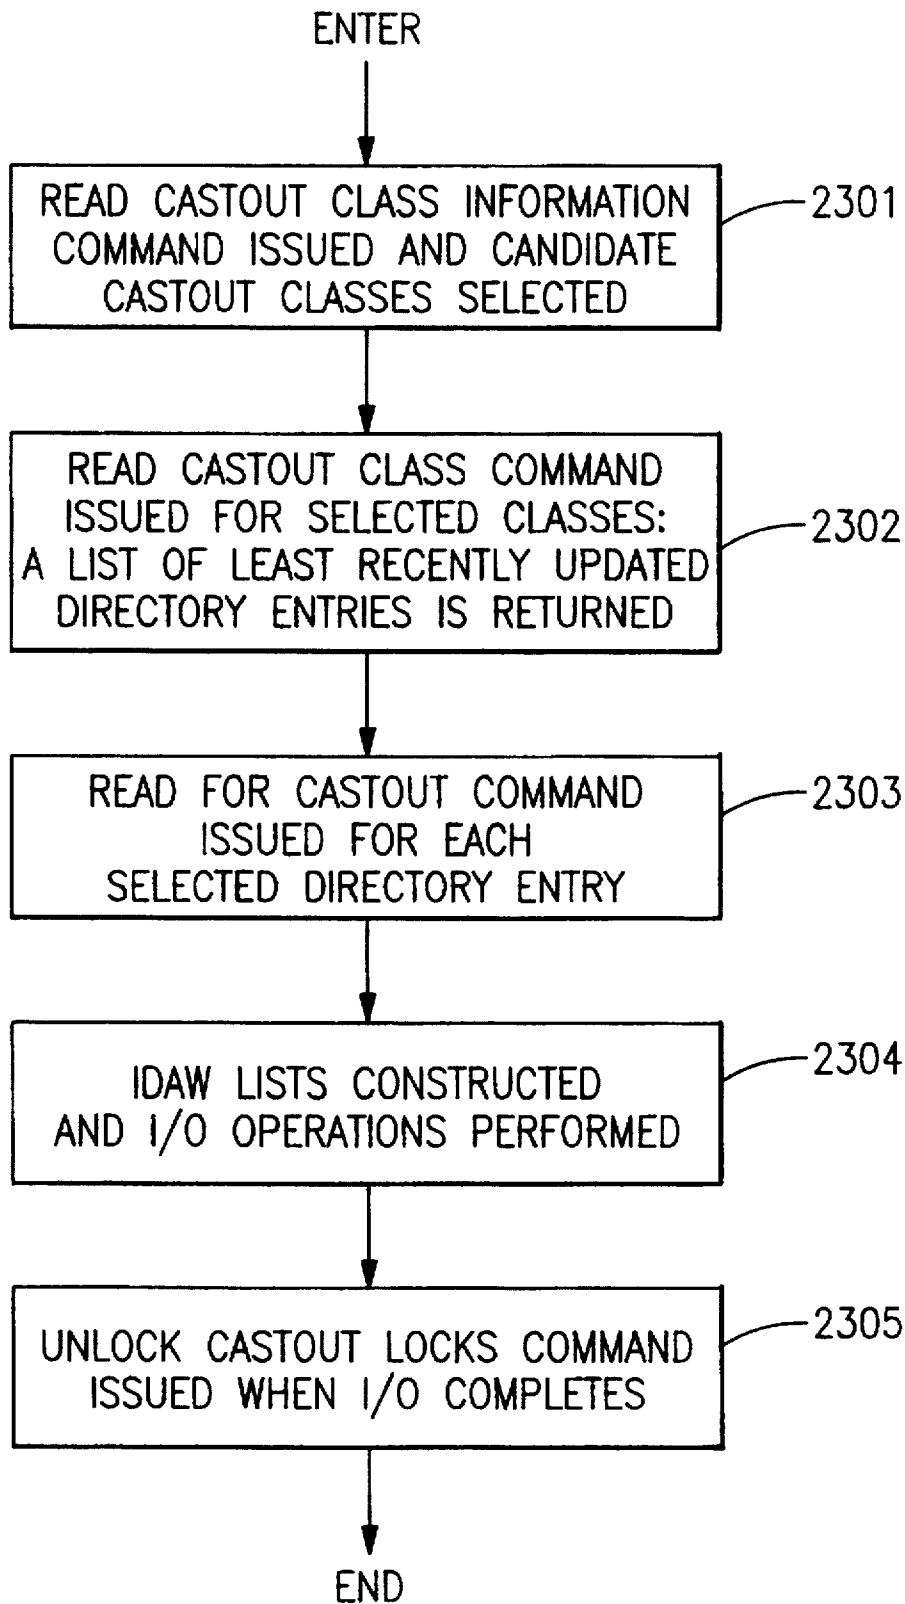 ENTER
READ CASTOUT CLASS INFORMATION
COMMAND ISSUED AND CANDIDATE
CASTOUT CLASSES SELECTED
2301
READ CASTOUT CLASS COMMAND
ISSUED FOR SELECTED CLASSES:
A LIST OF LEAST RECENTLY UPDATED
DIRECTORY ENTRIES IS RETURNED
2302
READ FOR CASTOUT COMMAND
ISSUED FOR EACH
SELECTED DIRECTORY ENTRY
2303
IDAW LISTS CONSTRUCTED
AND I/O OPERATIONS PERFORMED
2304
UNLOCK CASTOUT LOCKS COMMAND
ISSUED WHEN I/O COMPLETES
2305
END